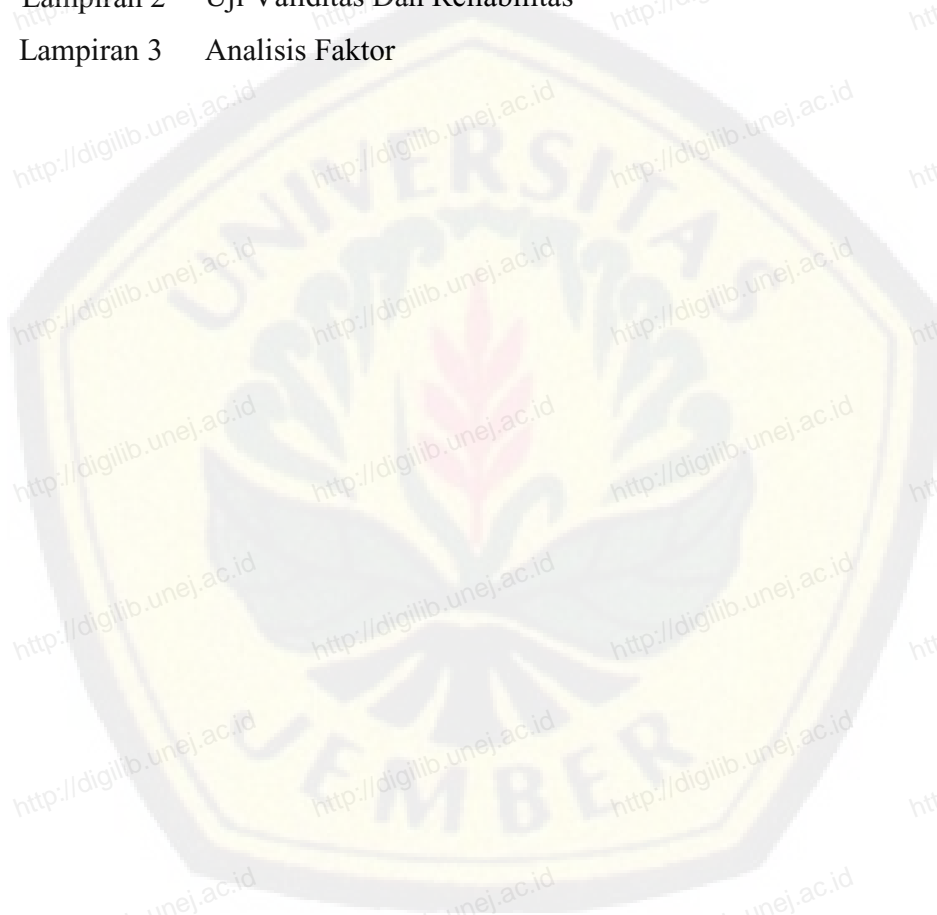 Lampiran 2 Uji Validitas Dan Reliabilitas
Lampiran 3 Analisis Faktor
http://digilib.unej.ac.id http://digilib.unej.ac.id http://digilib.unej.ac.id
UNIVERSITAS
http://digilib.unej.ac.id http://digilib.unej.ac.id http://digilib.unej.ac.id
http://digilib.unej.ac.id http://digilib.unej.ac.id http://digilib.unej.ac.id
http://digilib.unej.ac.id http://digilib.unej.ac.id http://digilib.unej.ac.id
http://digilib.unej.ac.id http://digilib.unej.ac.id http://digilib.unej.ac.id
JEMBER